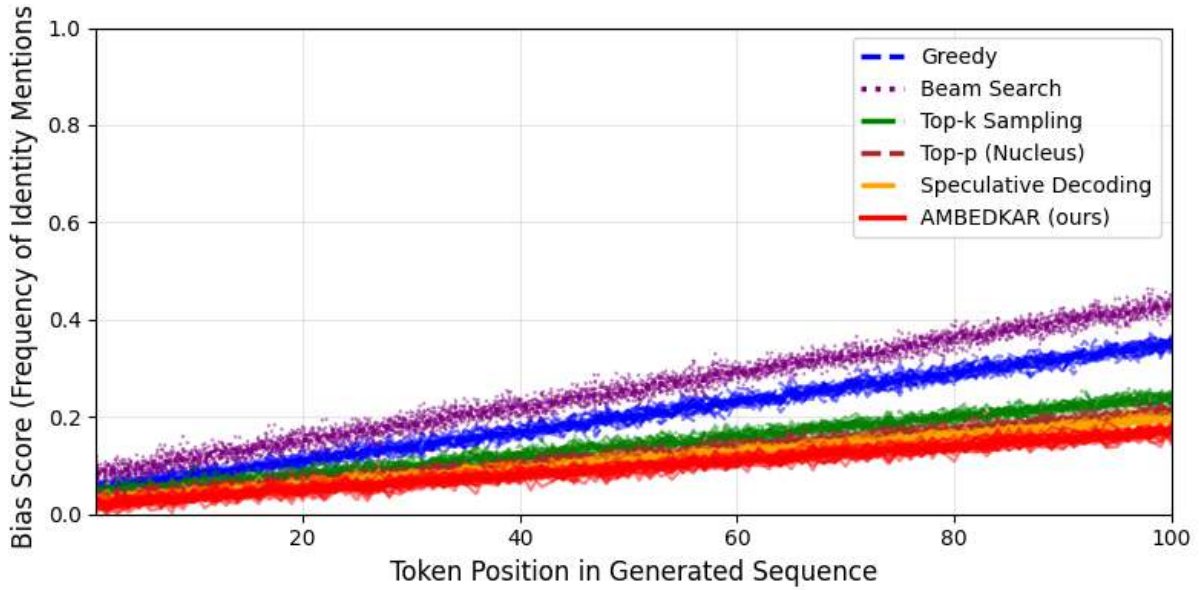 Bias Score (Frequency of Identity Mentions
1.0
0.8
0.6
0.4
0.2
0.0
Greedy
Beam Search
Top-k Sampling
Top-p (Nucleus)
Speculative Decoding
AMBEDKAR (ours)
20
40
60
80
100
Token Position in Generated Sequence